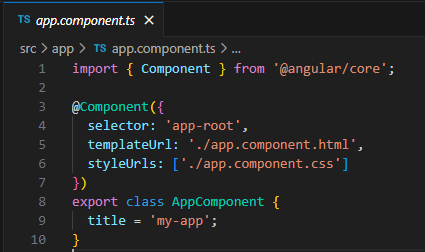 TS app.component.ts ×
src > app > TS app.component.ts > ...
1 import { Component } from '@angular/core';
2
3 @Component({
4   selector: 'app-root',
5   templateUrl: './app.component.html',
6   styleUrls: ['./app.component.css']
7 })
8 export class AppComponent {
9   title = 'my-app';
10 }